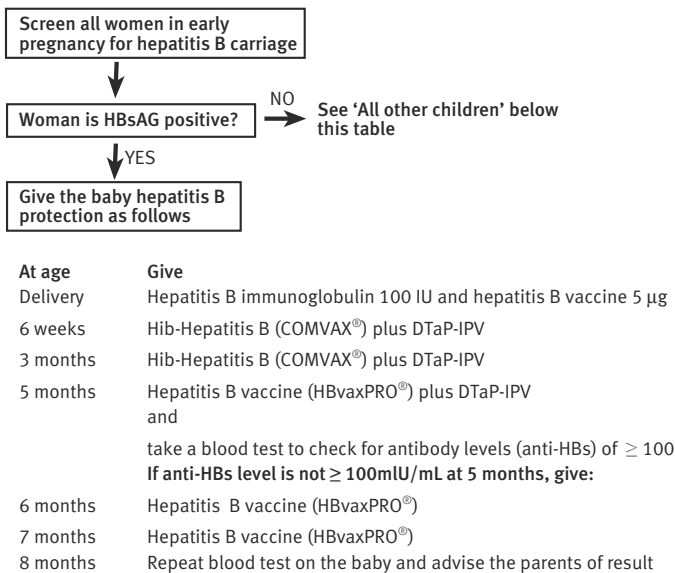 Screen all women in early
pregnancy for hepatitis B carriage
Woman is HBsAG positive?
NO
See ‘All other children’ below
this table
YES
Give the baby hepatitis B
protection as follows
At age Give
Delivery Hepatitis B immunoglobulin 100 IU and hepatitis B vaccine 5 µg
6 weeks Hib-Hepatitis B (COMVAX®) plus DTaP-IPV
3 months Hib-Hepatitis B (COMVAX®) plus DTaP-IPV
5 months Hepatitis B vaccine (HBvaxPRO®) plus DTaP-IPV
and
take a blood test to check for antibody levels (anti-HBs) of ≥ 100
If anti-HBs level is not ≥ 100mIU/mL at 5 months, give:
6 months Hepatitis B vaccine (HBvaxPRO®)
7 months Hepatitis B vaccine (HBvaxPRO®)
8 months Repeat blood test on the baby and advise the parents of result